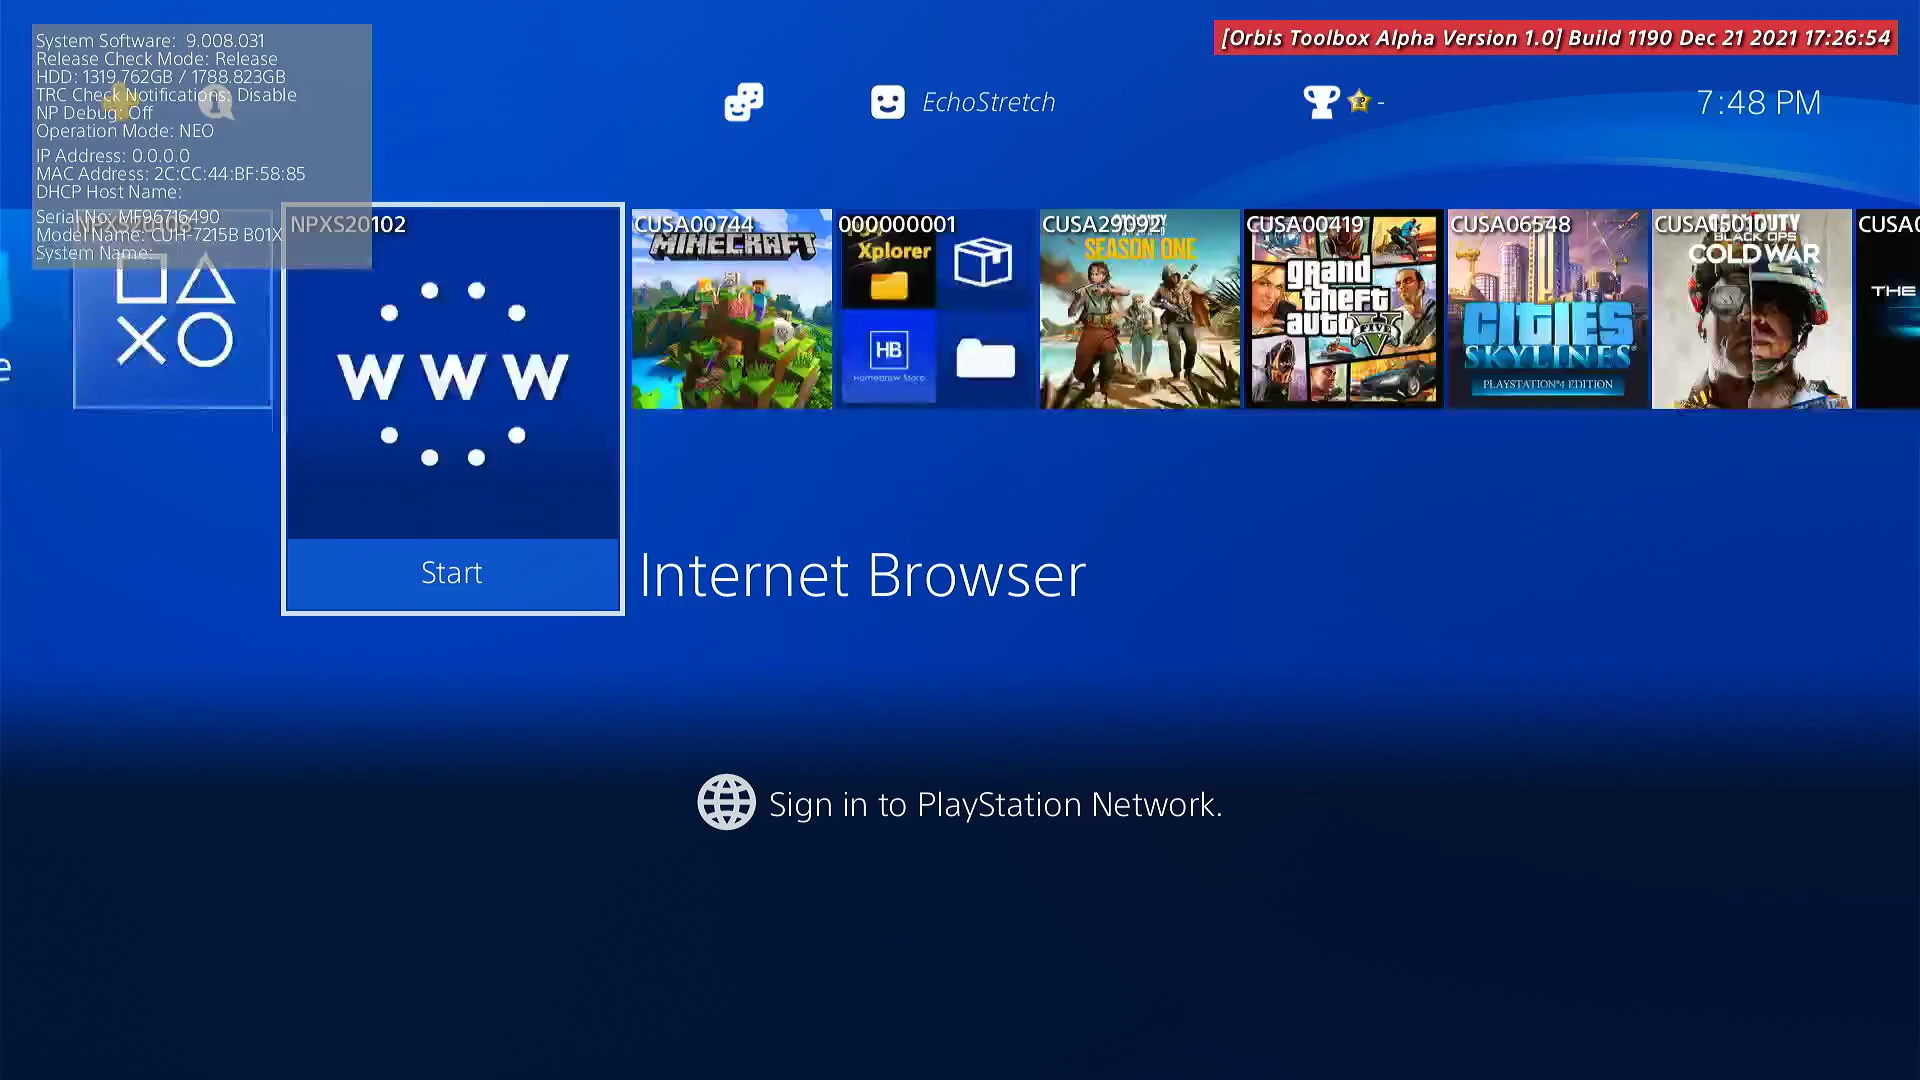 System Software: 9.008.031
Release Check Mode: Release
HDD: 1319.762GB / 1788.823GB
TRC Check Notifications: Disable
NP Debug: Off
Operation Mode: NEO
IP Address: 0.0.0.0
MAC Address: 2C:CC:44:BF:58:85
DHCP Host Name:
Serial No: MF96716490
Model Name: CUH-7215B B01X
System Name:
[Orbis Toolbox Alpha Version 1.0] Build 1190 Dec 21 2021 17:26:54
EchoStretch
P -
7:48 PM
NPXS20102
www
Start
CUSA00744
MINECRAFT
000000001
Xplorer
HB
Homebrew Store
CUSA29092
SEASON ONE
CUSA00419
grand
theft
auto
FIVE
CUSA06548
CITIES
SKYLINES
PLAYSTATION®4 EDITION
BLACK OPS
COLD WAR
THE
Internet Browser
Sign in to PlayStation Network.